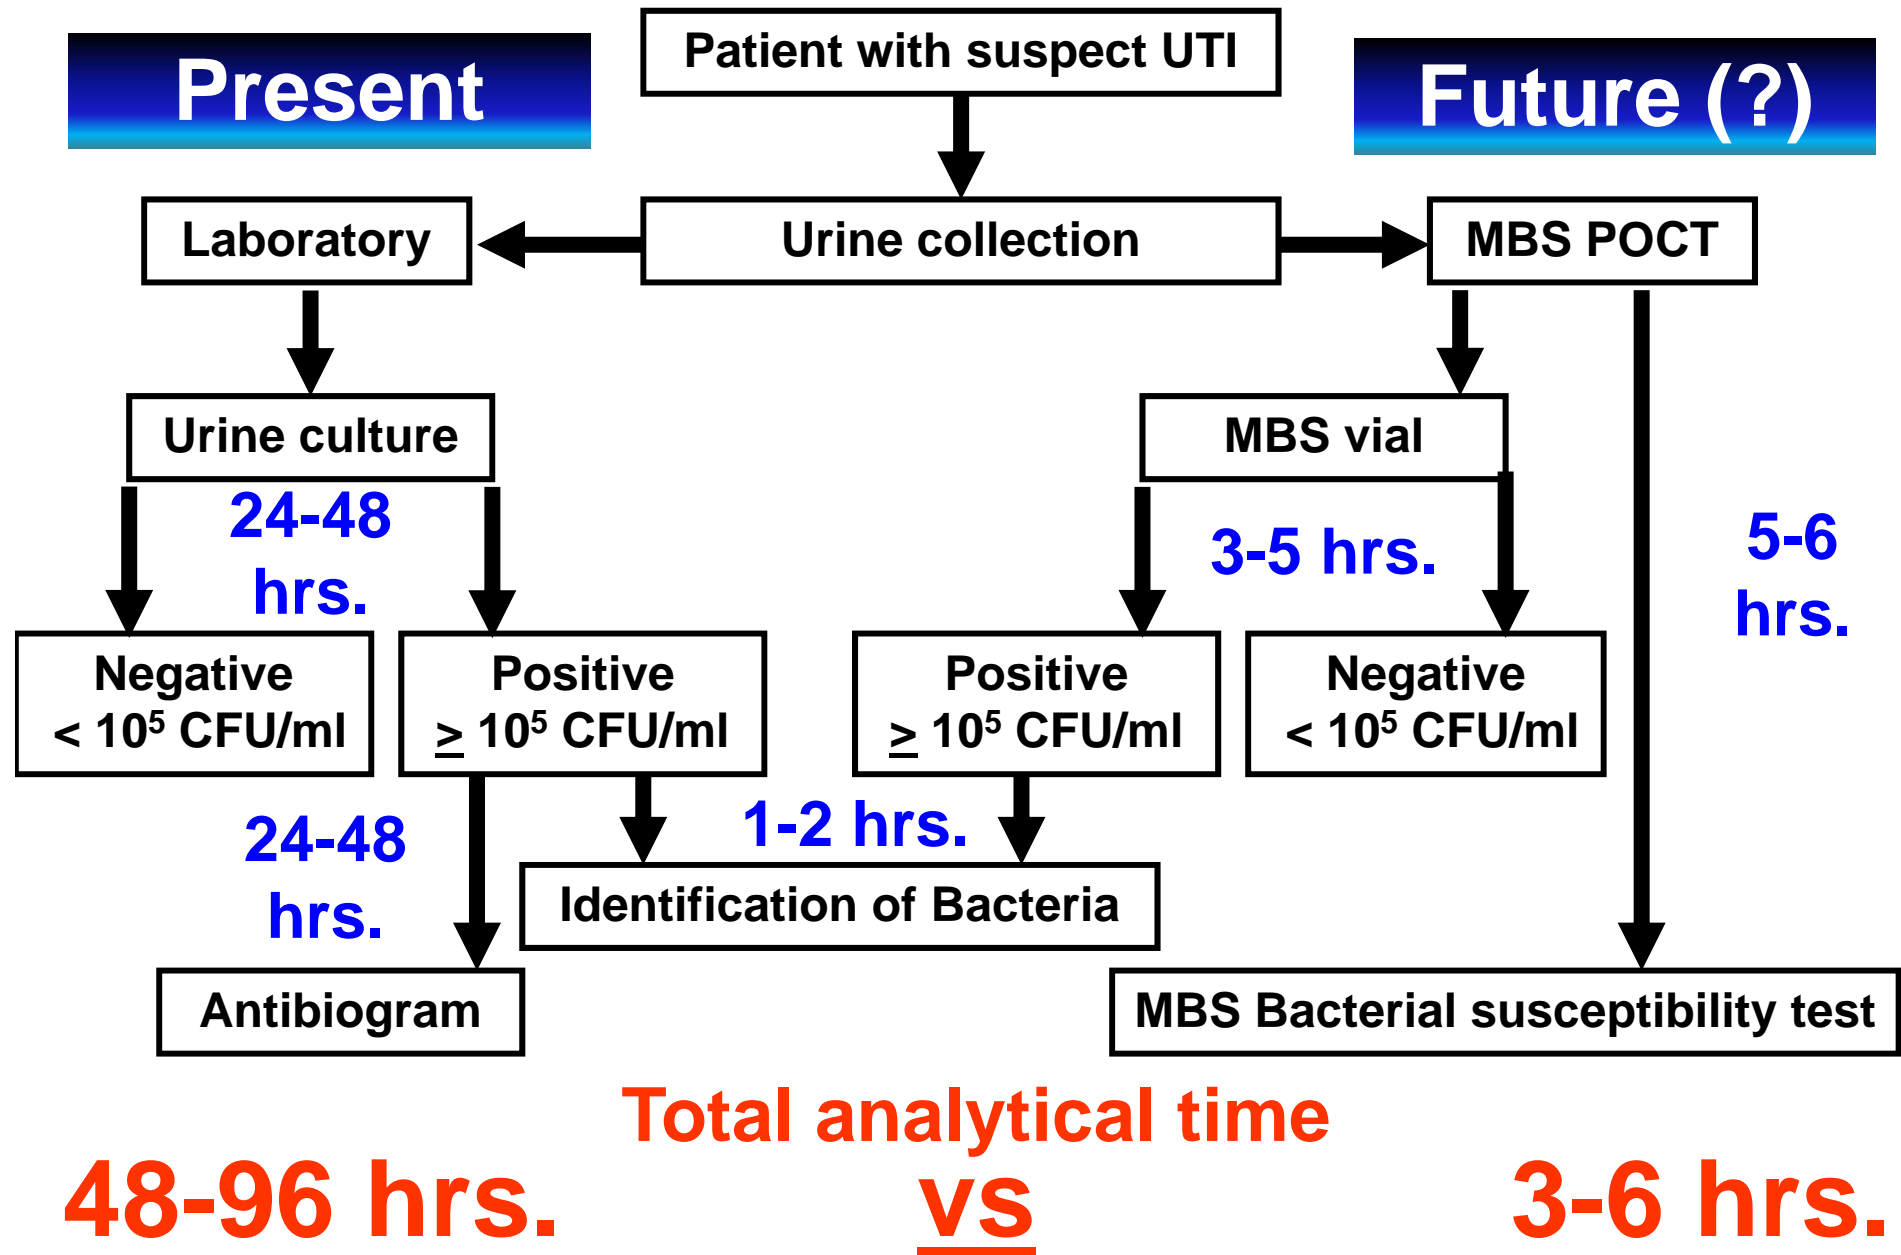 Patient with suspect UTI
Present
Future (?)
Laboratory
Urine collection
MBS POCT
Urine culture
MBS vial
24-48
hrs.
3-5 hrs.
5-6
hrs.
Negative
< 10⁵ CFU/ml
Positive
≥ 10⁵ CFU/ml
Positive
≥ 10⁵ CFU/ml
Negative
< 10⁵ CFU/ml
24-48
hrs.
1-2 hrs.
Identification of Bacteria
Antibiogram
MBS Bacterial susceptibility test
Total analytical time
48-96 hrs.
vs
3-6 hrs.